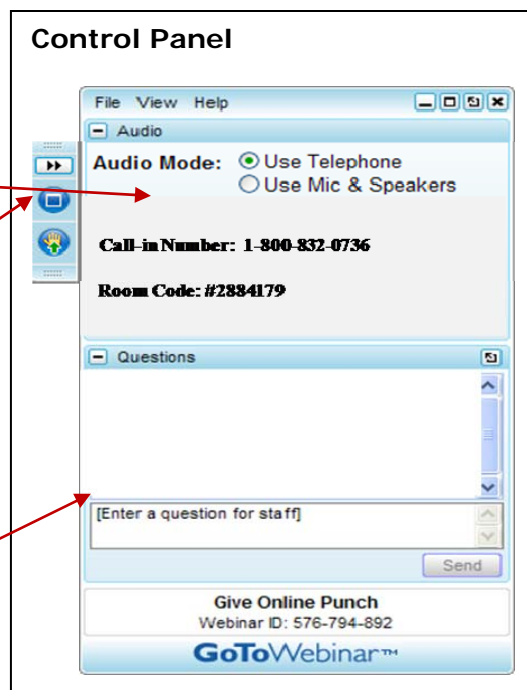 Control Panel
File View Help
Audio
Audio Mode: Use Telephone
Use Mic & Speakers
Call-in Number: 1-800-832-0736
Room Code: #2884179
Questions
[Enter a question for staff]
Send
Give Online Punch
Webinar ID: 576-794-892
GoToWebinar™